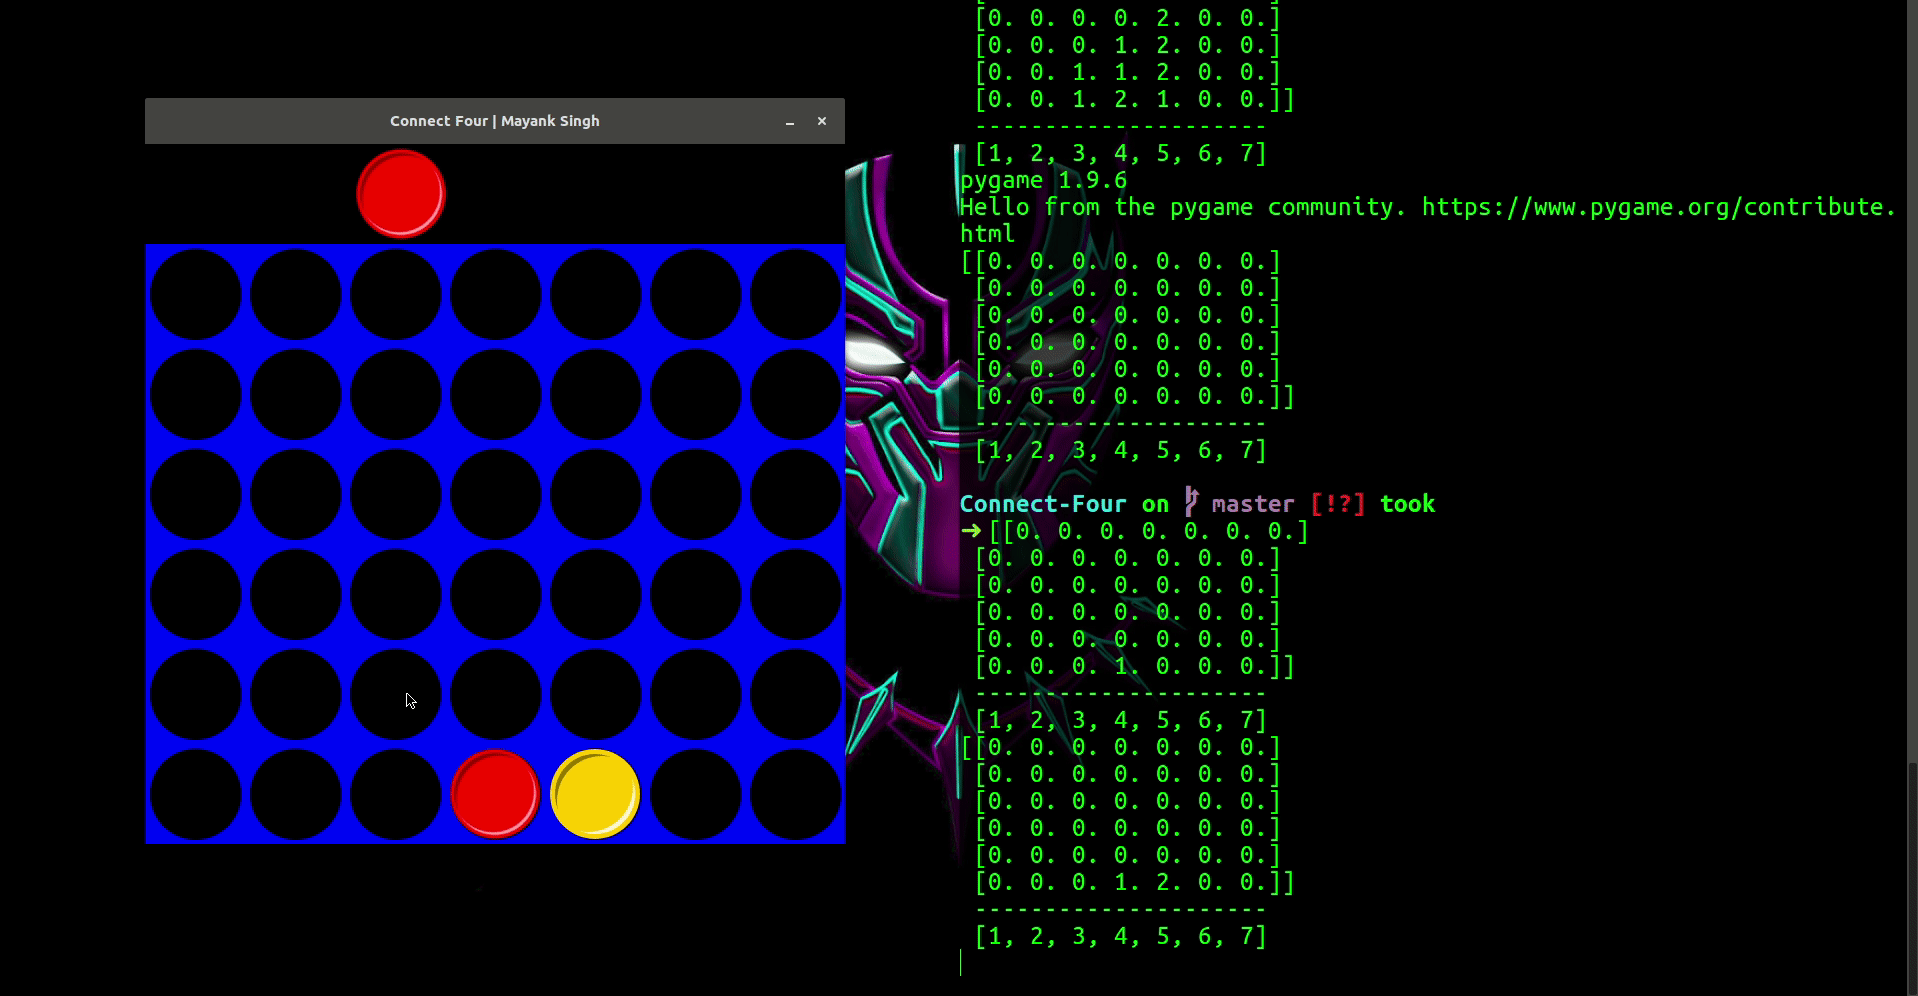 Connect Four | Mayank Singh
[0. 0. 0. 0. 2. 0. 0.]
[0. 0. 0. 1. 2. 0. 0.]
[0. 0. 1. 1. 2. 0. 0.]
[0. 0. 1. 2. 1. 0. 0.]]
---------------------
[1, 2, 3, 4, 5, 6, 7]
pygame 1.9.6
Hello from the pygame community. https://www.pygame.org/contribute.
html
[[0. 0. 0. 0. 0. 0. 0.]
[0. 0. 0. 0. 0. 0. 0.]
[0. 0. 0. 0. 0. 0. 0.]
[0. 0. 0. 0. 0. 0. 0.]
[0. 0. 0. 0. 0. 0. 0.]
[0. 0. 0. 0. 0. 0. 0.]]
---------------------
[1, 2, 3, 4, 5, 6, 7]
Connect-Four on master [!?] took
➜ [[0. 0. 0. 0. 0. 0. 0.]
[0. 0. 0. 0. 0. 0. 0.]
[0. 0. 0. 0. 0. 0. 0.]
[0. 0. 0. 0. 0. 0. 0.]
[0. 0. 0. 0. 0. 0. 0.]
[0. 0. 0. 1. 0. 0. 0.]]
---------------------
[1, 2, 3, 4, 5, 6, 7]
[[0. 0. 0. 0. 0. 0. 0.]
[0. 0. 0. 0. 0. 0. 0.]
[0. 0. 0. 0. 0. 0. 0.]
[0. 0. 0. 0. 0. 0. 0.]
[0. 0. 0. 0. 0. 0. 0.]
[0. 0. 0. 1. 2. 0. 0.]]
---------------------
[1, 2, 3, 4, 5, 6, 7]